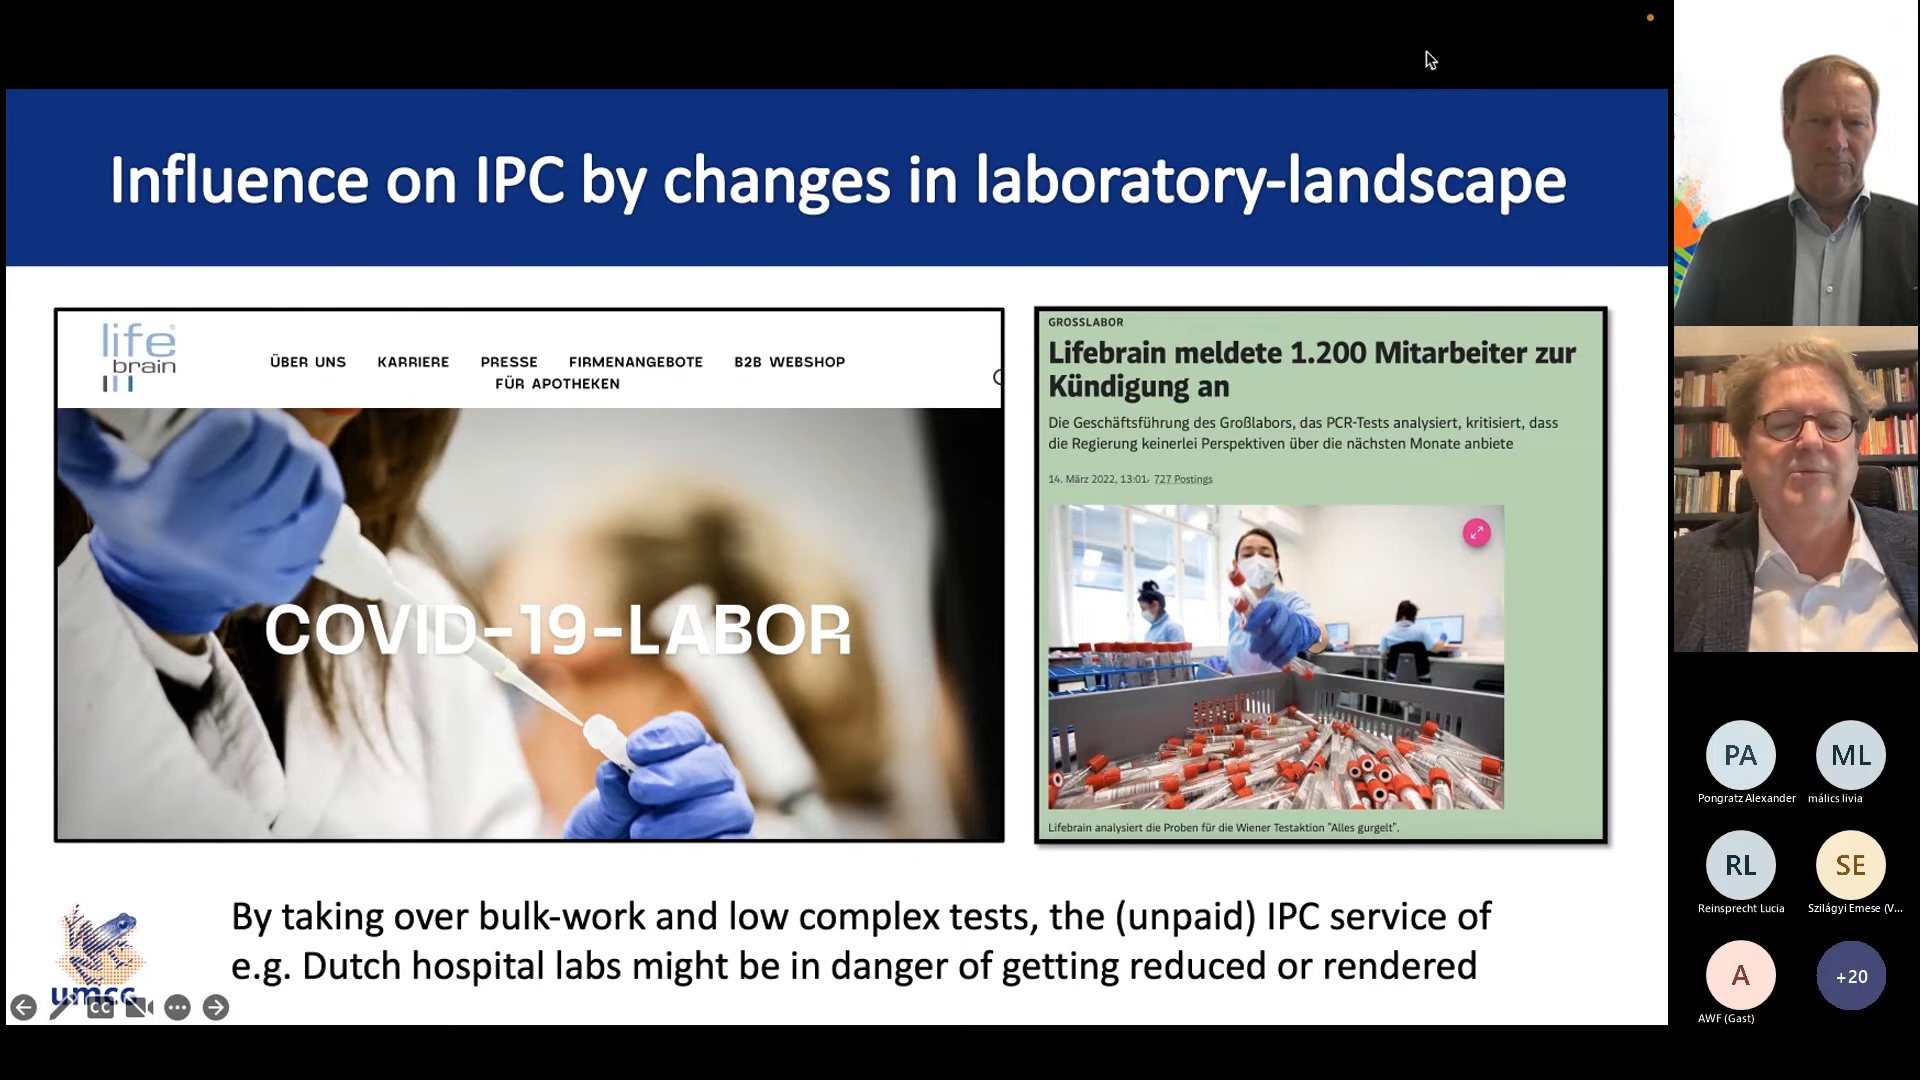 Influence on IPC by changes in laboratory-landscape
life
brain
ÜBER UNS KARRIERE PRESSE FIRMENANGEBOTE B2B WEBSHOP
FÜR APOTHEKEN
COVID-19-LABOR
GROSSLABOR
Lifebrain meldete 1.200 Mitarbeiter zur
Kündigung an
Die Geschäftsführung des Großlabors, das PCR-Tests analysiert, kritisiert, dass
die Regierung keinerlei Perspektiven über die nächsten Monate anbiete
14. März 2022, 13:01, 727 Postings
Lifebrain analysiert die Proben für die Wiener Testaktion "Alles gurgelt".
By taking over bulk-work and low complex tests, the (unpaid) IPC service of
e.g. Dutch hospital labs might be in danger of getting reduced or rendered
umcg
CC
PA ML
Pongratz Alexander málics livia
RL SE
Reinsprecht Lucia Szilágyi Emese (V...
A +20
AWF (Gast)